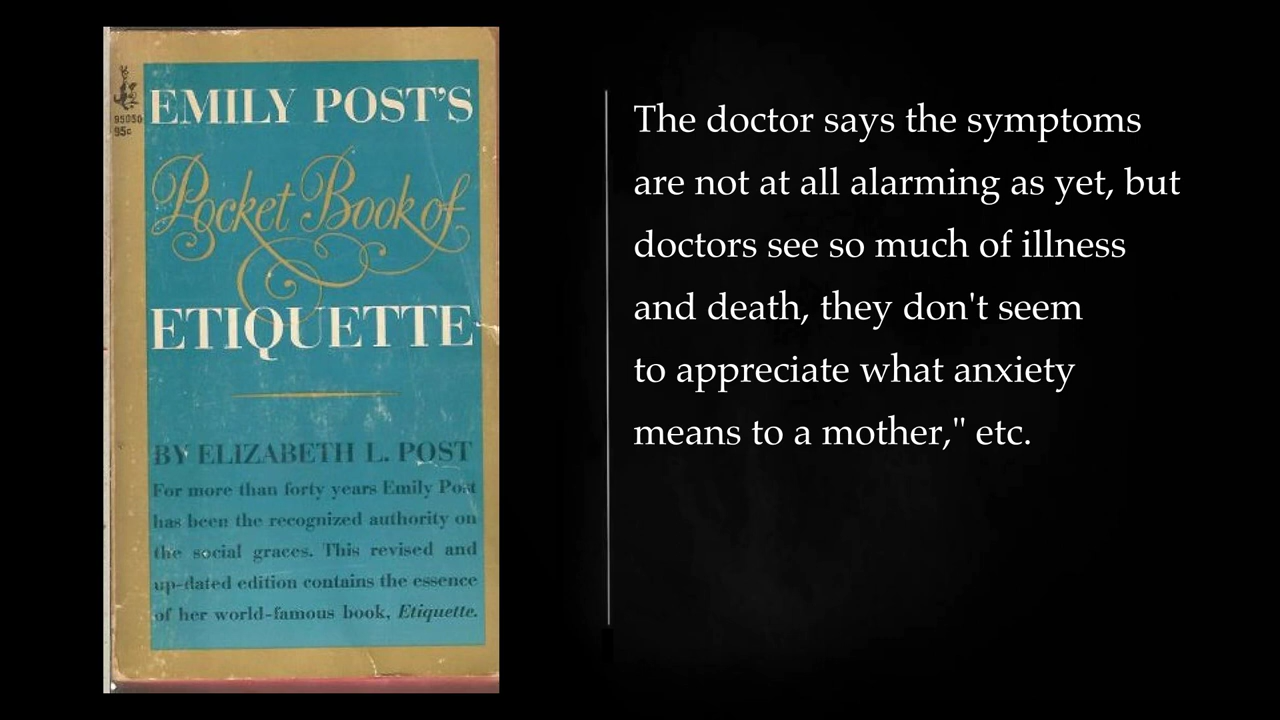 EMILY POST'S
95050
95c
Pocket Book of
ETIQUETTE
BY ELIZABETH L. POST
For more than forty years Emily Post
has been the recognized authority on
the social graces. This revised and
up-dated edition contains the essence
of her world-famous book, Etiquette.
The doctor says the symptoms
are not at all alarming as yet, but
doctors see so much of illness
and death, they don't seem
to appreciate what anxiety
means to a mother," etc.